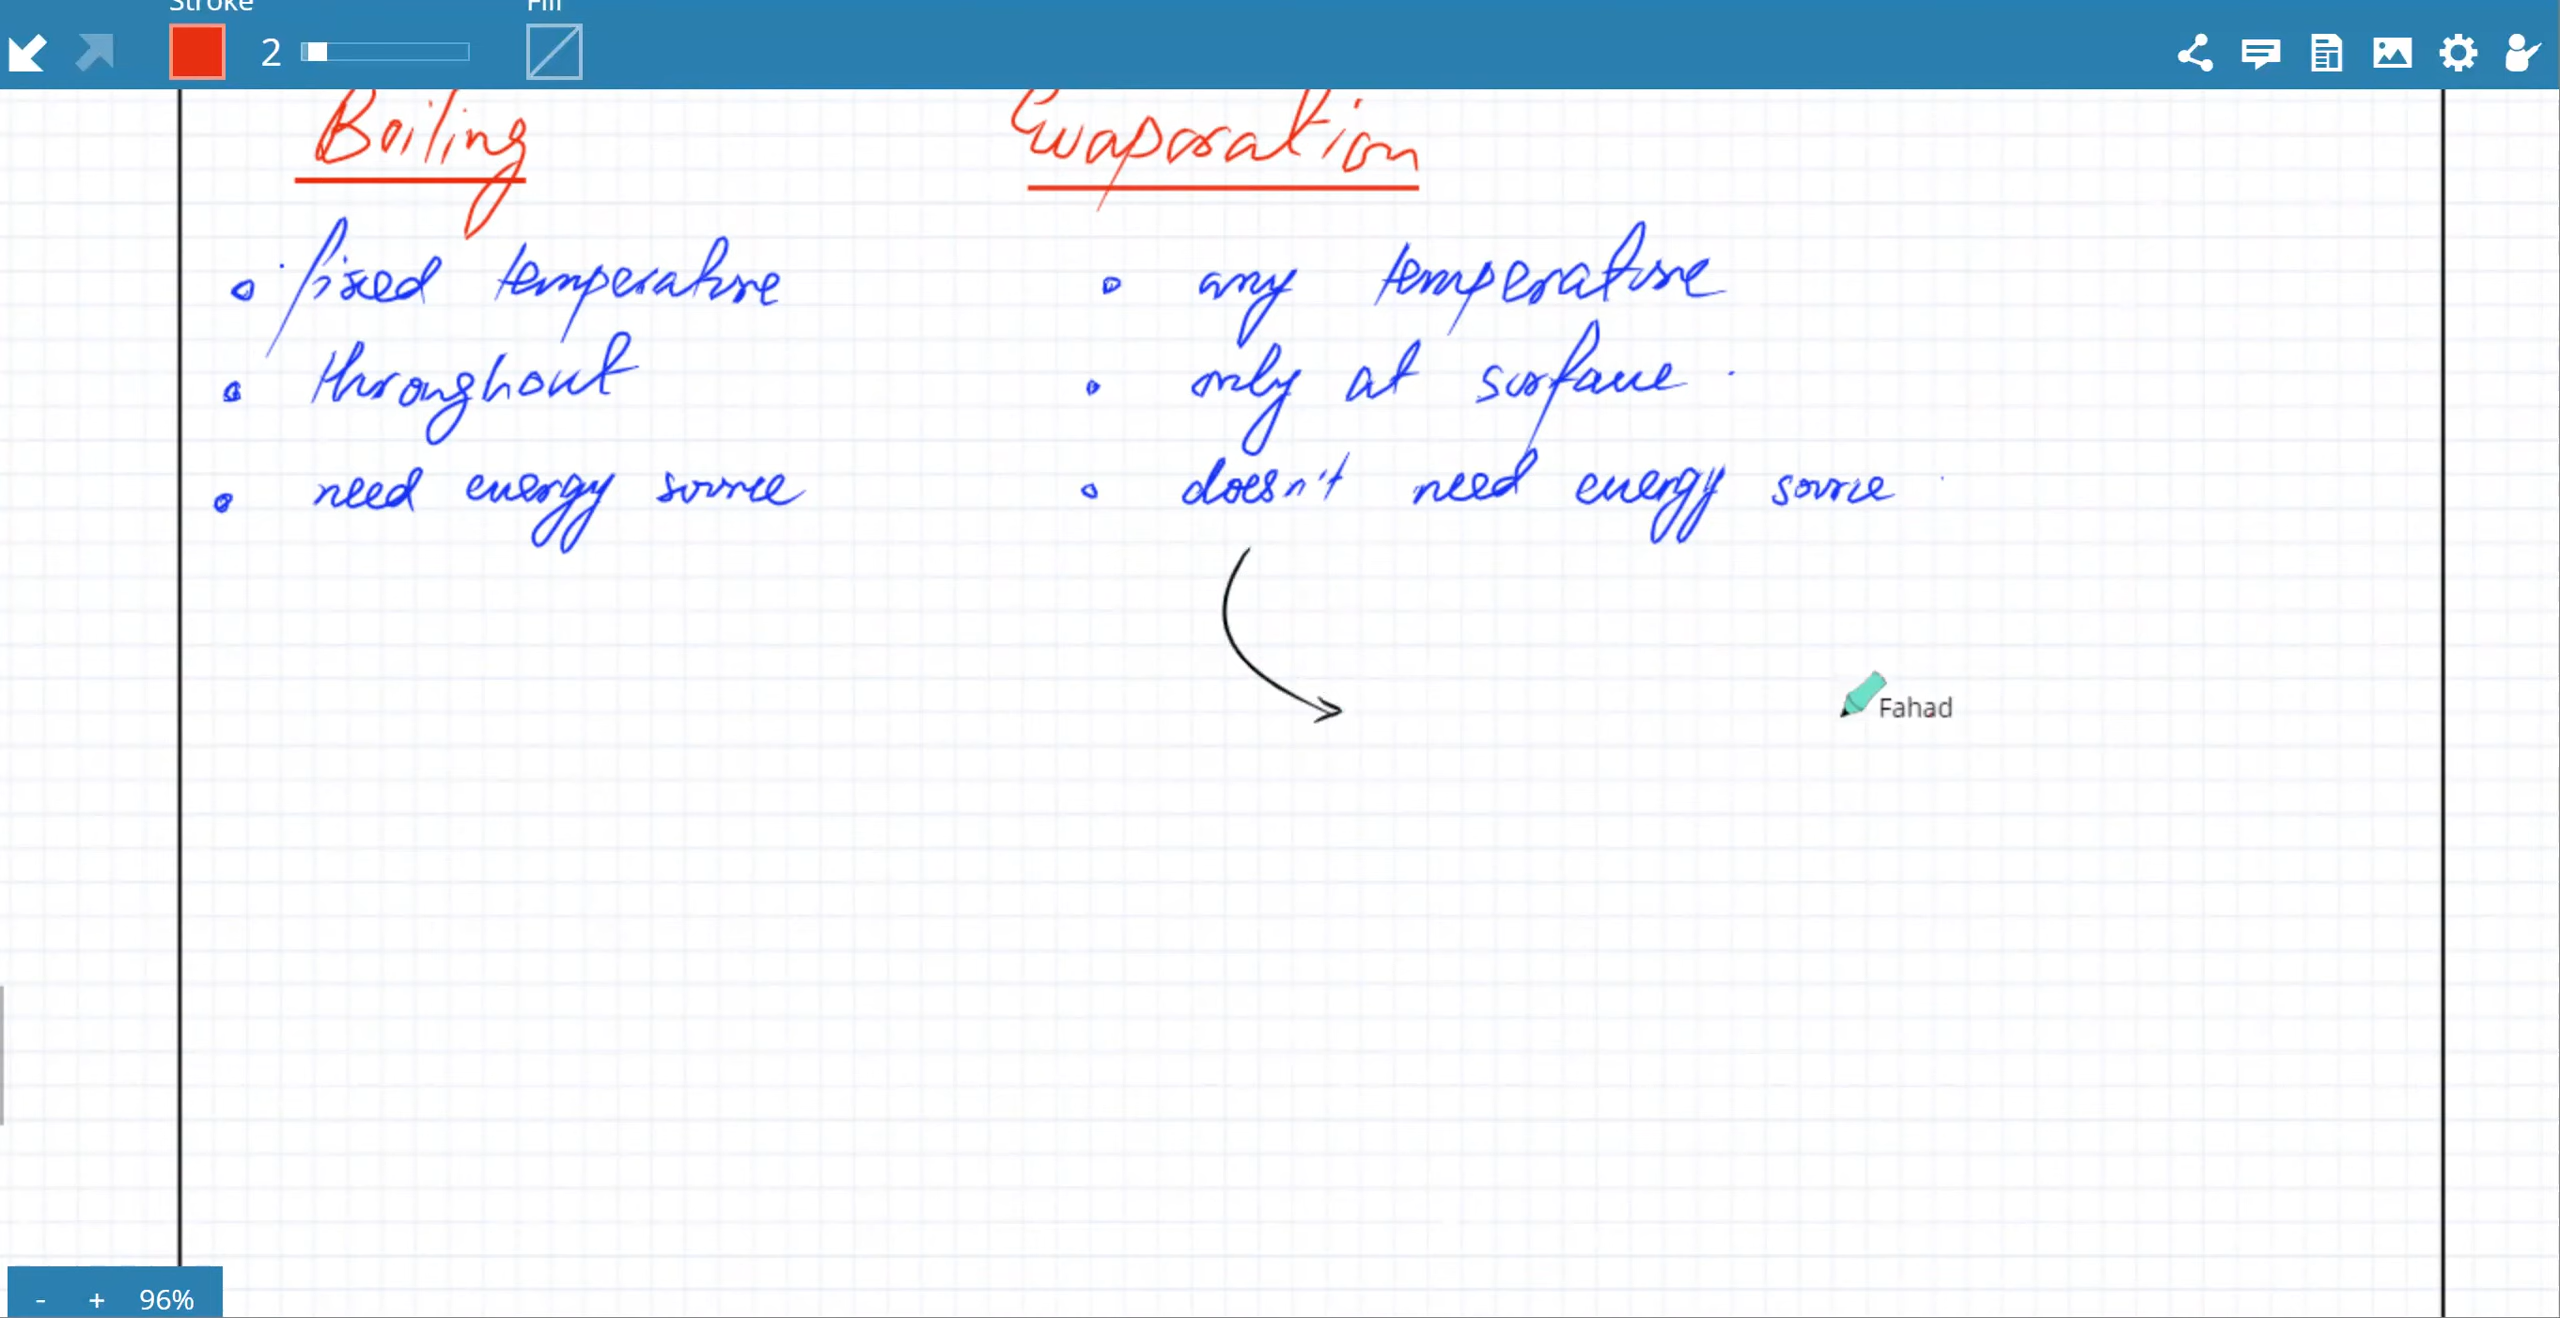 Stroke Fill
2
Boiling Evaporation
fixed temperature any temperature
throughout only at surface
need energy source doesn't need energy source
Fahad
- + 96%